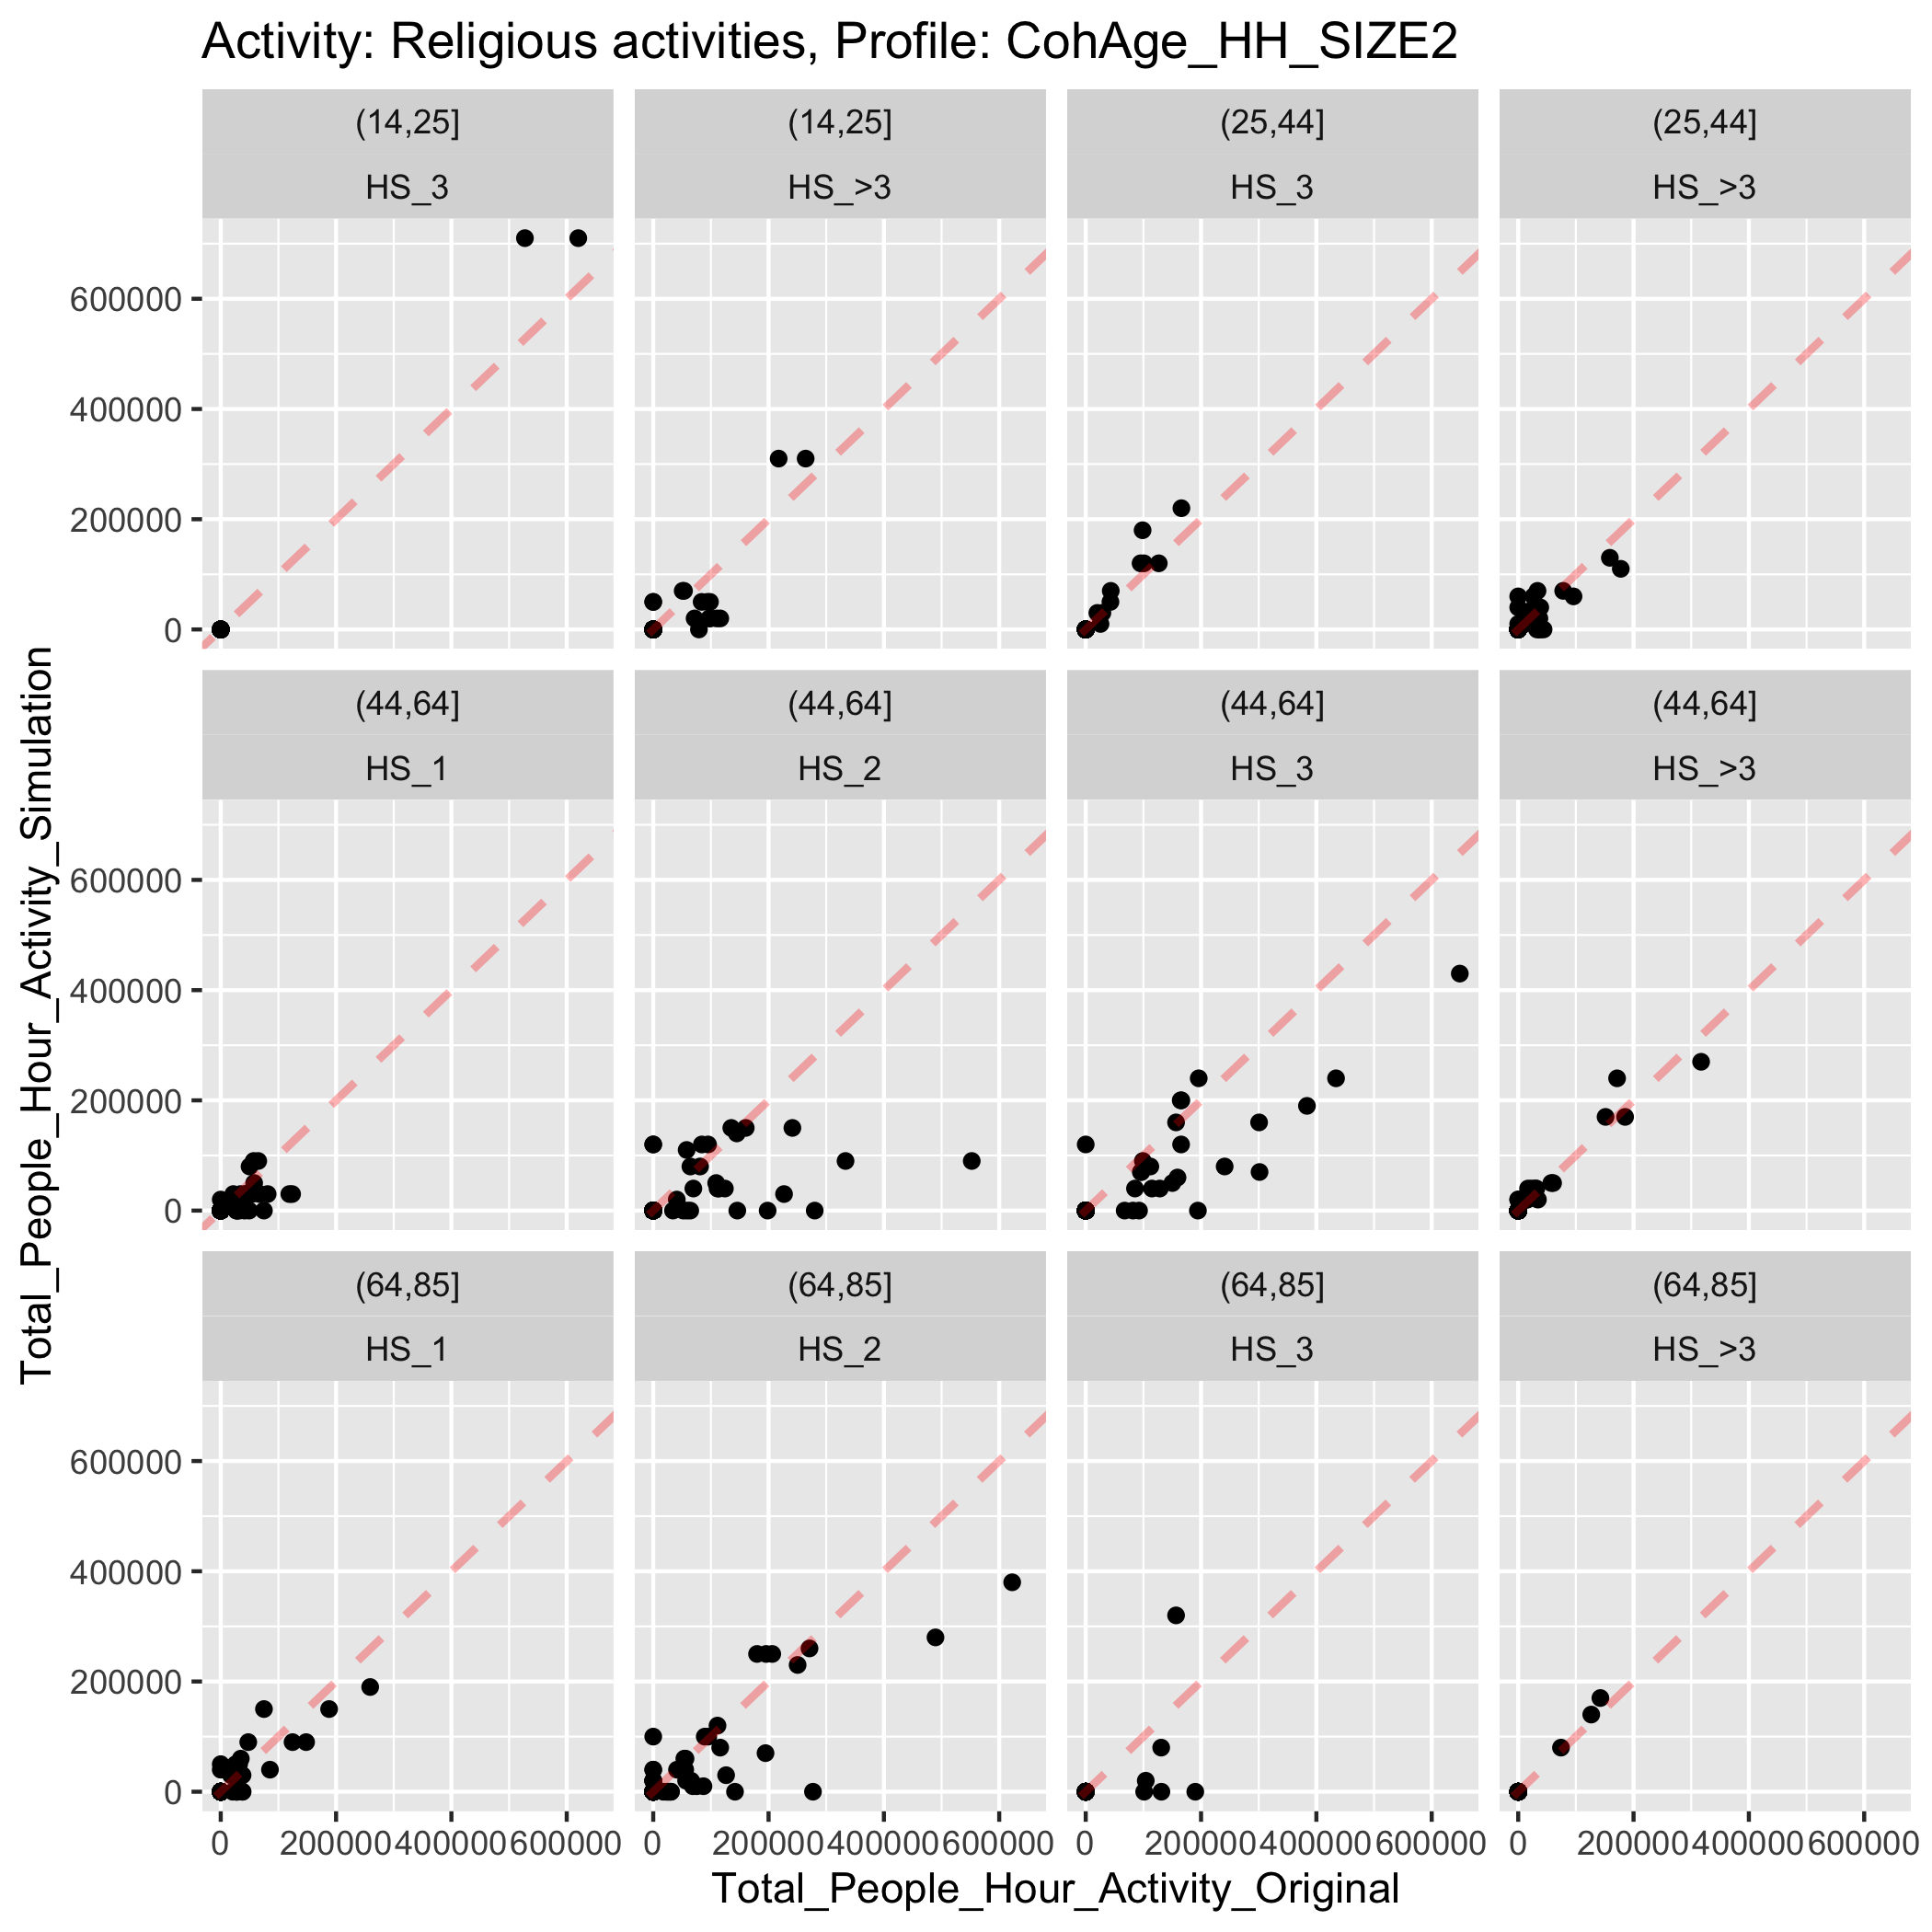 Activity: Religious activities, Profile: CohAge_HH_SIZE2
(14,25] (14,25] (25,44] (25,44]
HS_3 HS_>3 HS_3 HS_>3
600000
400000
200000
0
(44,64] (44,64] (44,64] (44,64]
HS_1 HS_2 HS_3 HS_>3
600000
400000
200000
0
(64,85] (64,85] (64,85] (64,85]
HS_1 HS_2 HS_3 HS_>3
600000
400000
200000
0
0 200000 400000 600000 0 200000 400000 600000 0 200000 400000 600000 0 200000 400000 600000
Total_People_Hour_Activity_Original
Total_People_Hour_Activity_Simulation